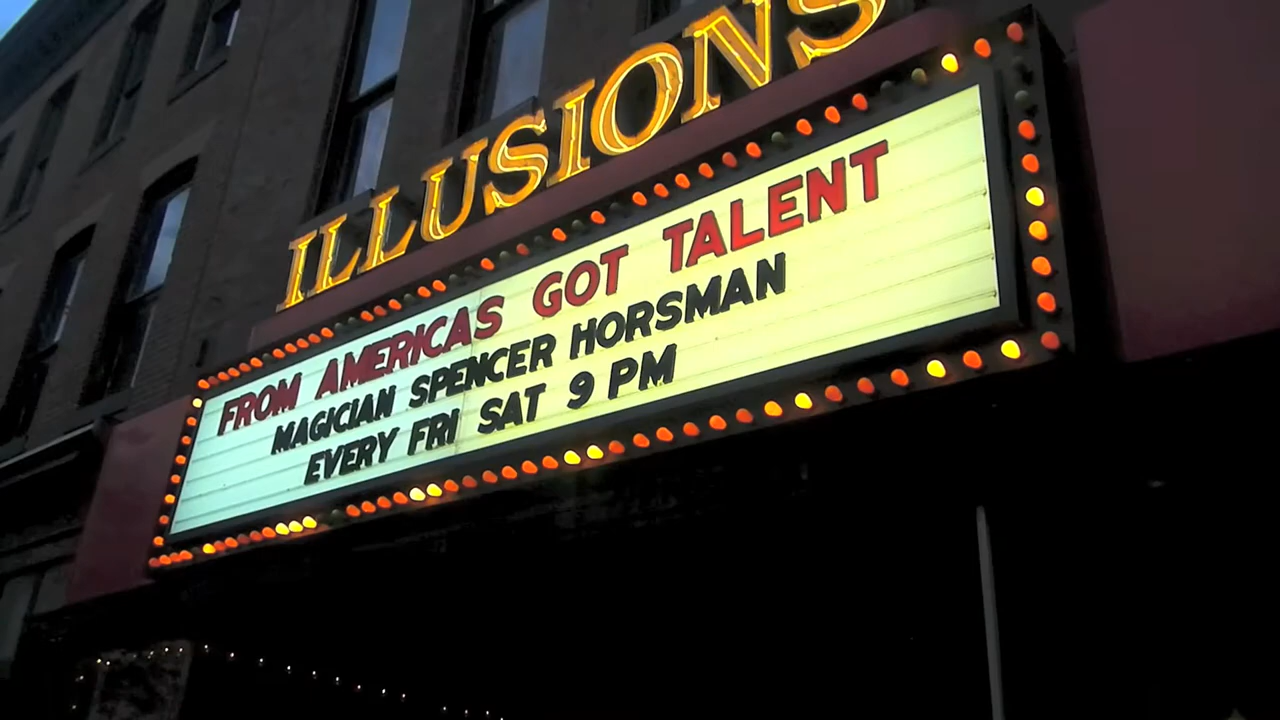 ILLUSIONS
FROM AMERICAS GOT TALENT
MAGICIAN SPENCER HORSMAN
EVERY FRI SAT 9 PM